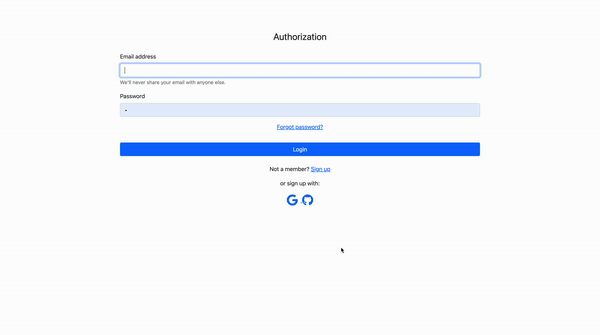 Authorization
Email address
We'll never share your email with anyone else.
Password
Forgot password?
Login
Not a member? Sign up
or sign up with: